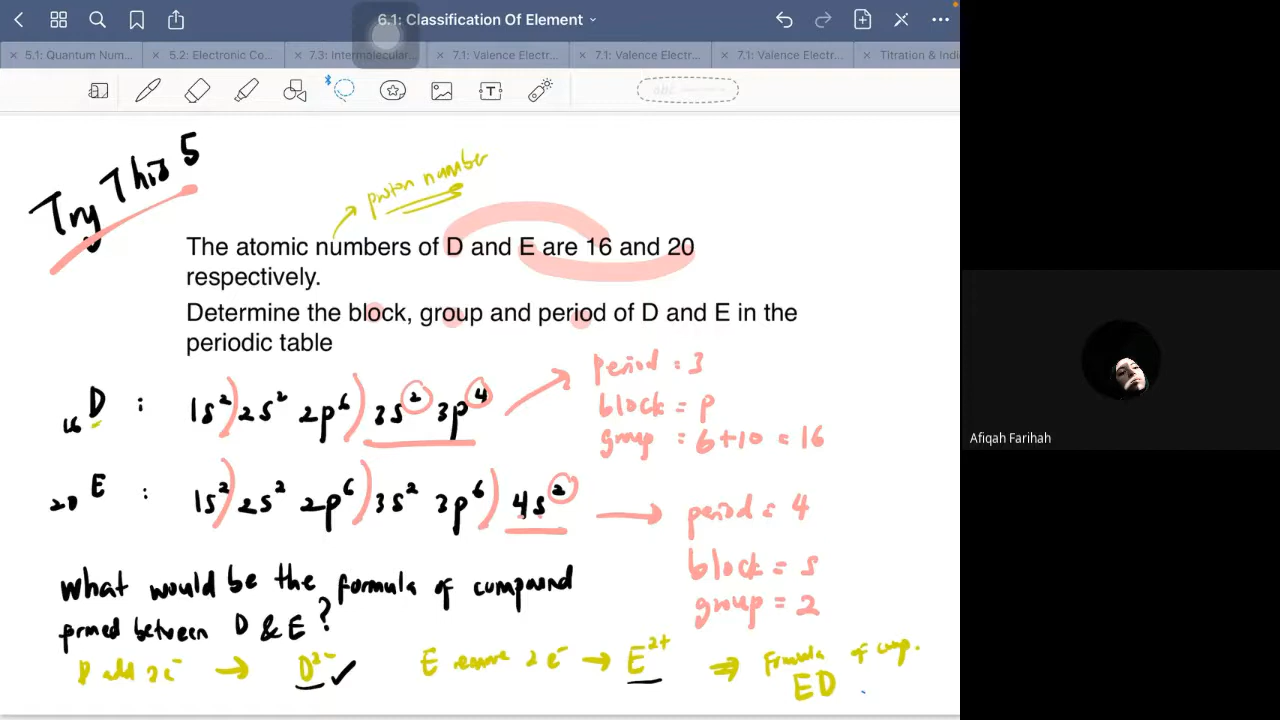 6.1: Classification Of Element
5.1: Quantum Num...
5.2: Electronic Co...
7.3: Intermolecular...
7.1: Valence Electr...
7.1: Valence Electr...
7.1: Valence Electr...
Titration & Indi
Try This 5
proton number
The atomic numbers of D and E are 16 and 20
respectively.
Determine the block, group and period of D and E in the
periodic table
₁₆D : 1s²) 2s² 2p⁶) 3s² 3p⁴
period = 3
block = p
group = 6+10 = 16
Afiqah Farihah
₂₀E : 1s²) 2s² 2p⁶) 3s² 3p⁶) 4s²
period = 4
block = s
group = 2
What would be the formula of compound
formed between D & E?
D add 2e⁻ → D²⁻ ✓ E remove 2e⁻ → E²⁺ ⇒ Formula of comp.
ED